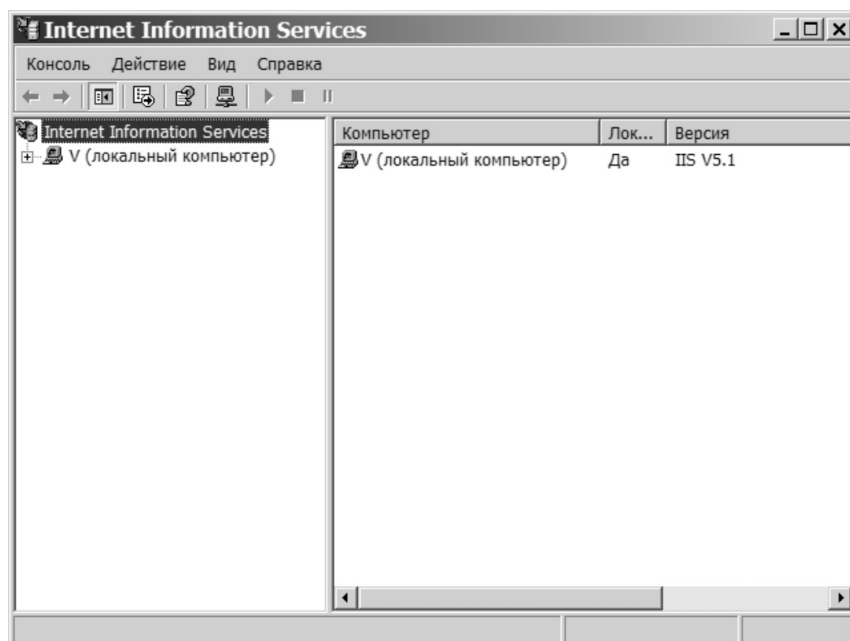 Internet Information Services
Консоль Действие Вид Справка
Internet Information Services
V (локальный компьютер)
Компьютер Лок... Версия
V (локальный компьютер) Да IIS V5.1